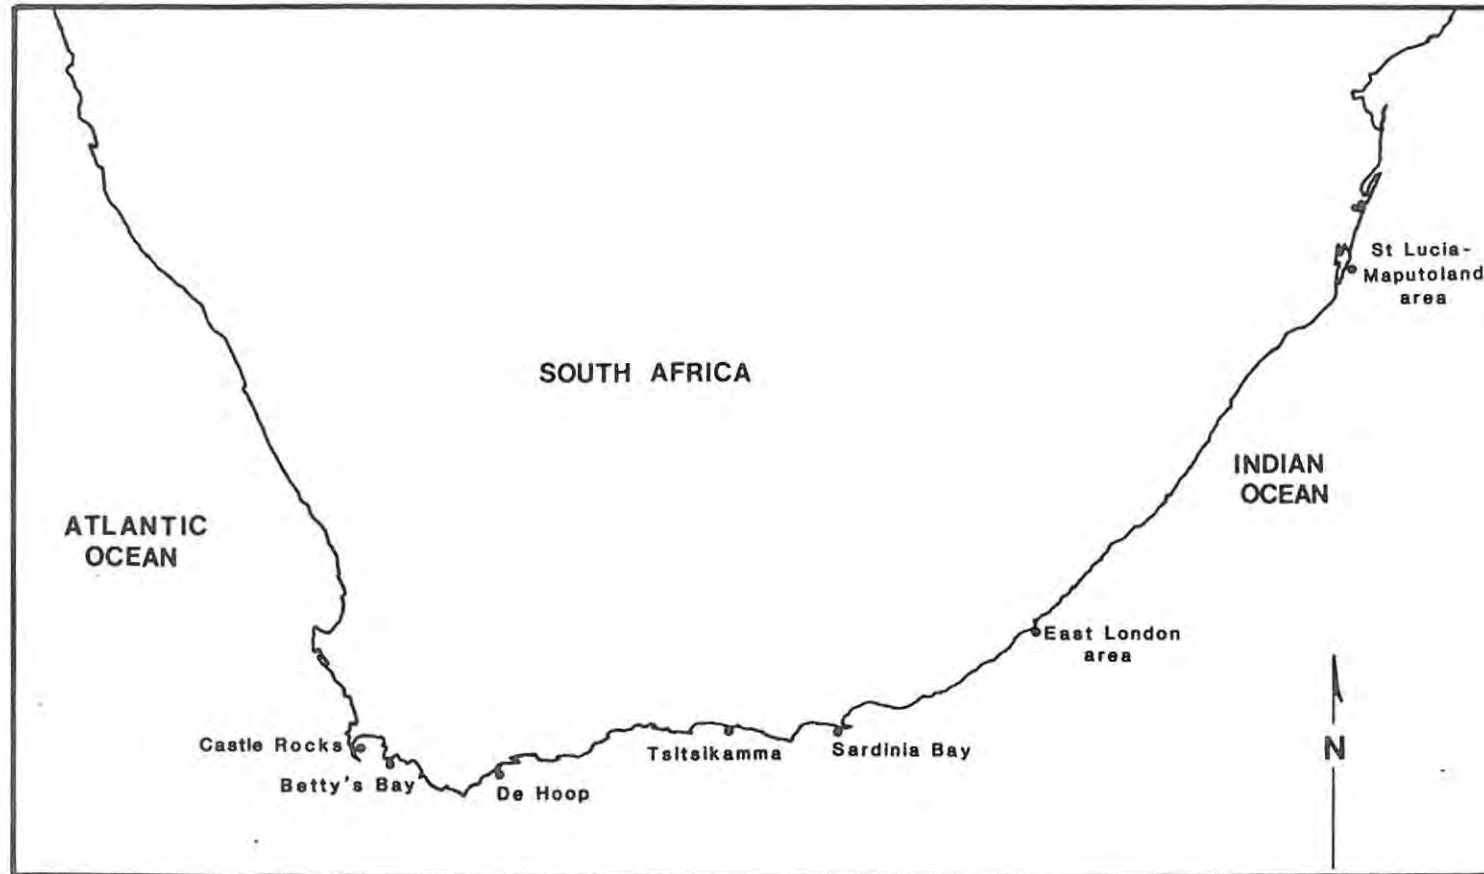 St Lucia-
Maputoland
area
SOUTH AFRICA
INDIAN
OCEAN
ATLANTIC
OCEAN
East London
area
Castle Rocks
Betty's Bay
De Hoop
Tsitsikamma
Sardinia Bay
N